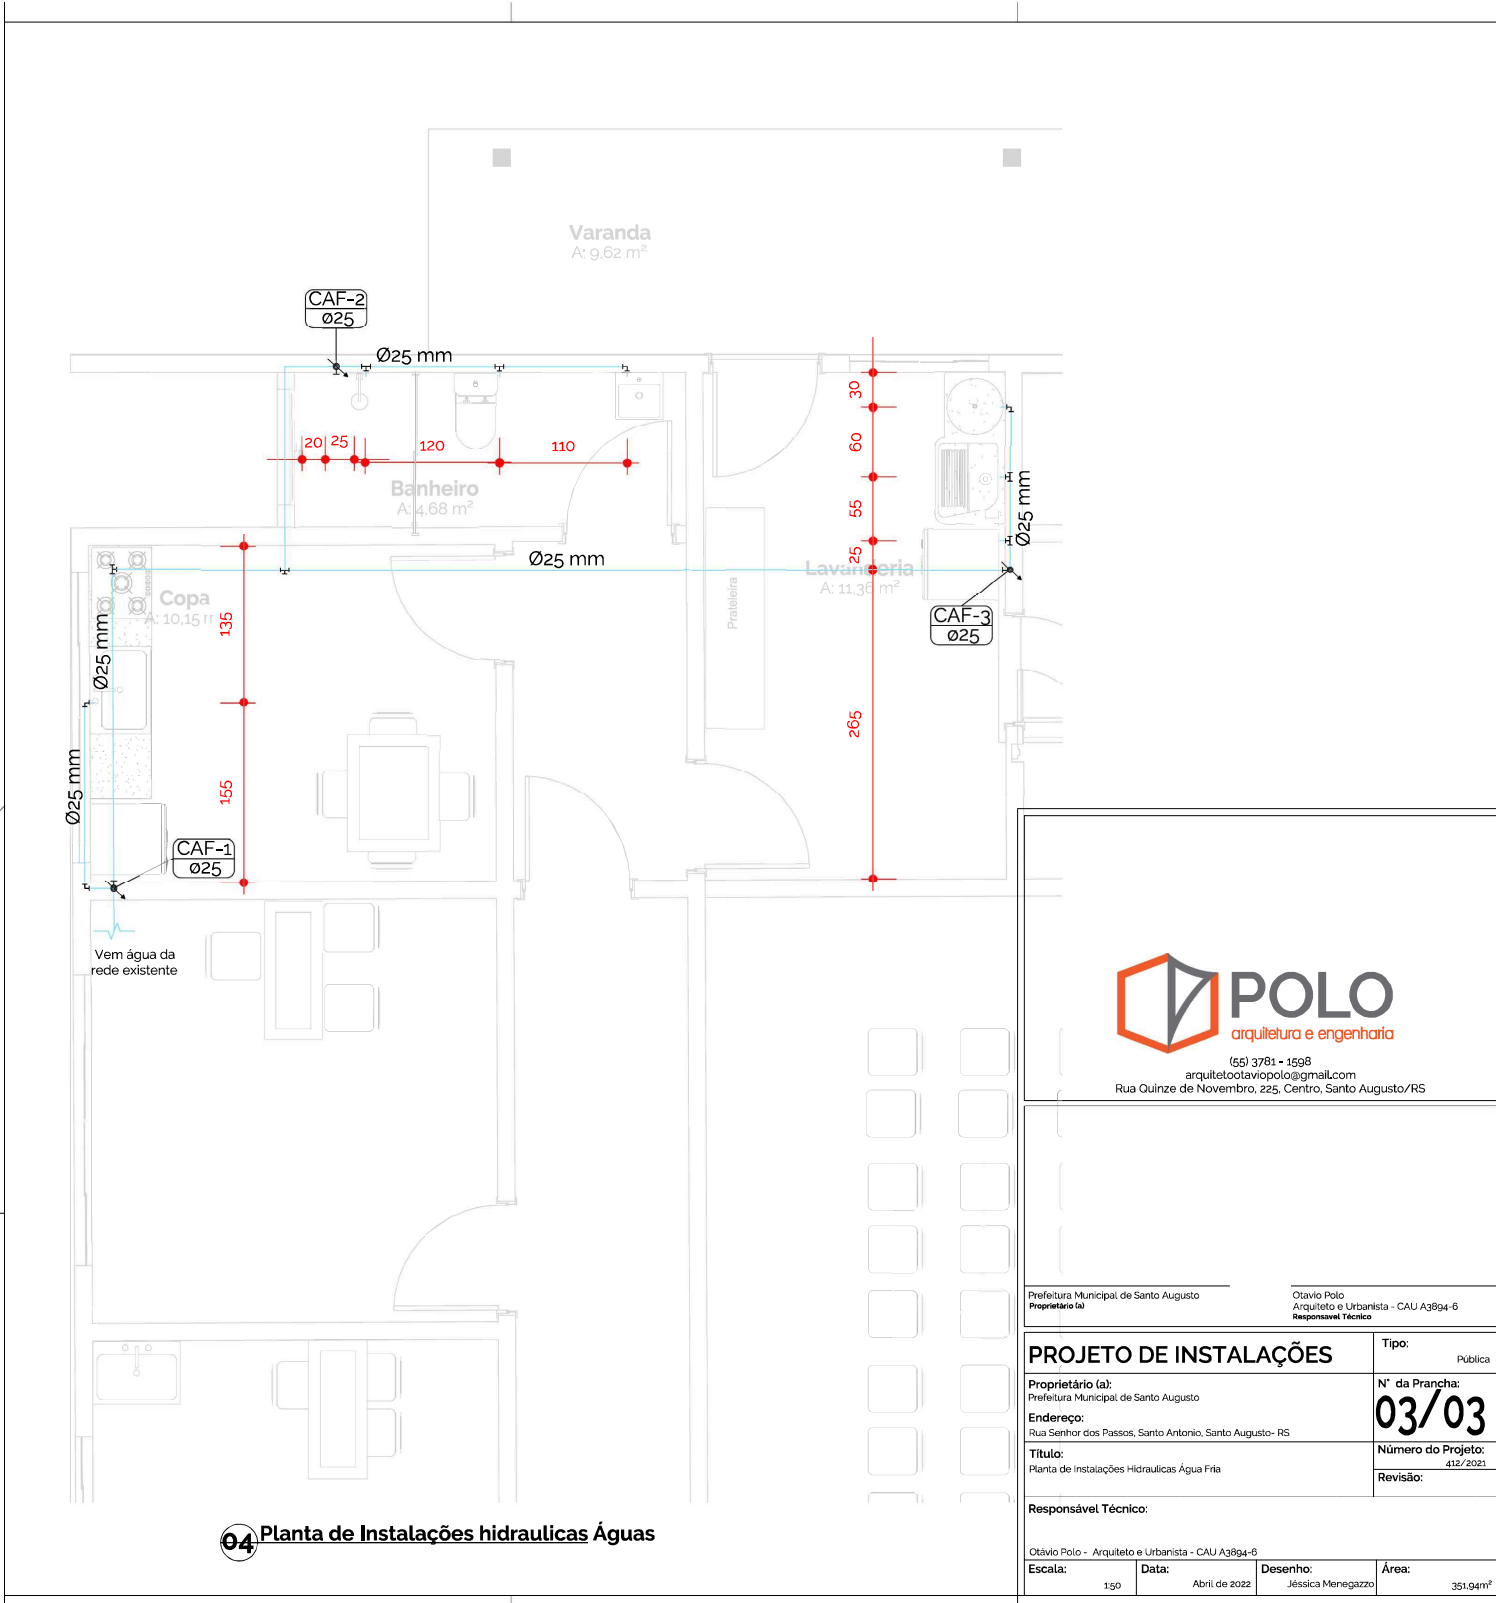 Varanda
A: 9,62 m²
CAF-2
Ø25
Ø25 mm
30
20
25
120
110
60
Banheiro
A: 4,68 m²
55
Ø25 mm
Ø25 mm
25
Lavanderia
A: 11,36 m²
Copa
A: 10,15 m
135
Prateleira
CAF-3
Ø25
Ø25 mm
265
Ø25 mm
155
CAF-1
Ø25
Vem água da
rede existente
POLO
arquitetura e engenharia
(55) 3781 - 1598
arquitetootaviopolo@gmail.com
Rua Quinze de Novembro, 225, Centro, Santo Augusto/RS
Prefeitura Municipal de Santo Augusto
Proprietário (a)
Otavio Polo
Arquiteto e Urbanista - CAU A3894-6
Responsavel Técnico
PROJETO DE INSTALAÇÕES
Tipo:
Pública
Proprietário (a):
Prefeitura Municipal de Santo Augusto
N° da Prancha:
03/03
Endereço:
Rua Senhor dos Passos, Santo Antonio, Santo Augusto- RS
Título:
Planta de Instalações Hidraulicas Água Fria
Número do Projeto:
412/2021
Revisão:
Responsável Técnico:
Otávio Polo - Arquiteto e Urbanista - CAU A3894-6
Escala:
1:50
Data:
Abril de 2022
Desenho:
Jéssica Menegazzo
Área:
351,94m²
04 Planta de Instalações hidraulicas Águas